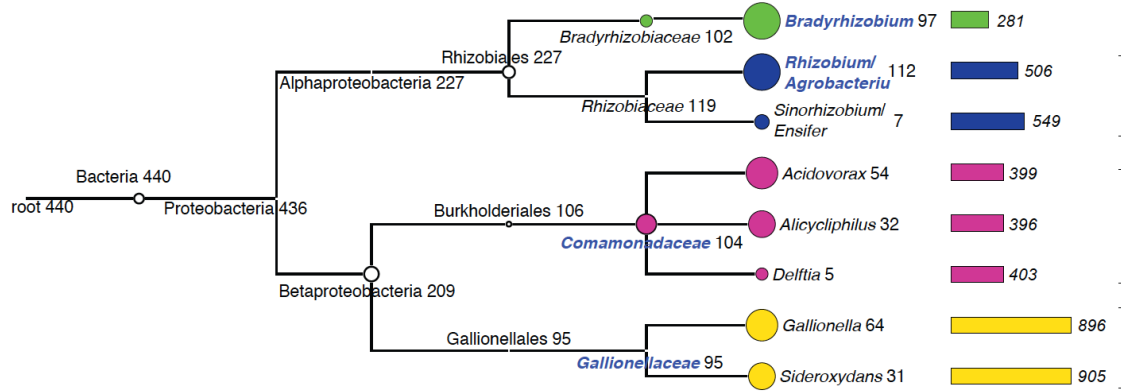 Bradyrhizobium 97 281
Bradyrhizobiaceae 102
Rhizobiales 227
Rhizobium/
Agrobacteriu 112 506
Alphaproteobacteria 227
Rhizobiaceae 119
Sinorhizobium/
Ensifer 7 549
Bacteria 440
root 440
Proteobacteria 436
Acidovorax 54 399
Burkholderiales 106
Alicycliphilus 32 396
Comamonadaceae 104
Delftia 5 403
Betaproteobacteria 209
Gallionella 64 896
Gallionellales 95
Gallionellaceae 95
Sideroxydans 31 905